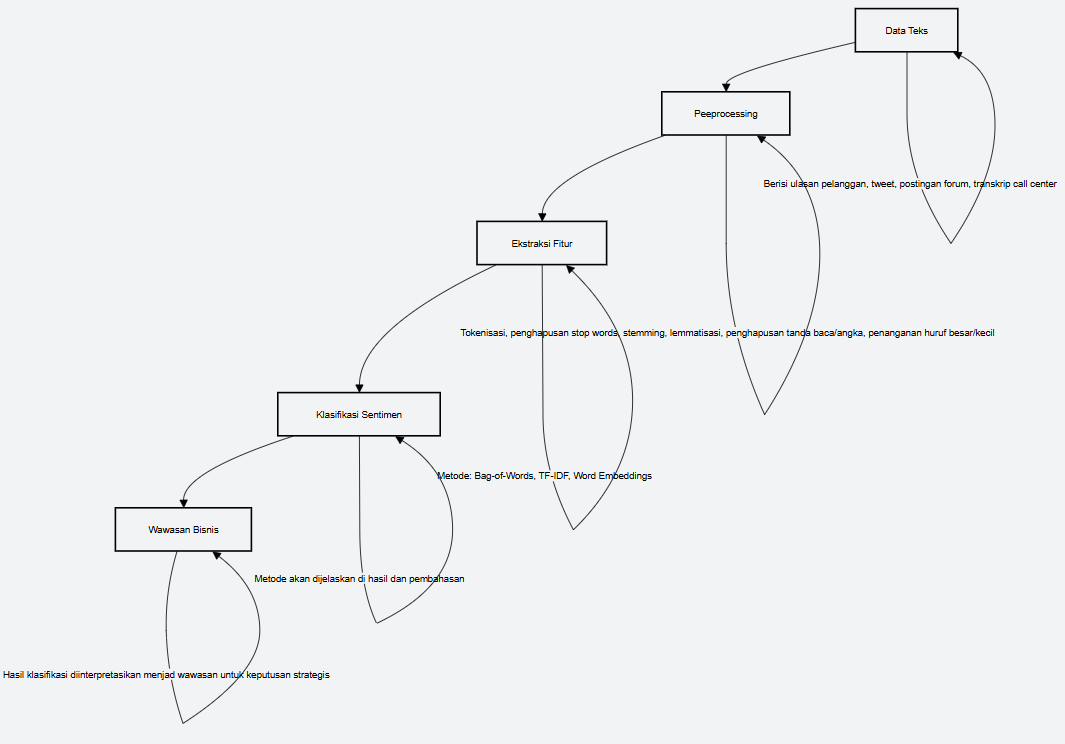 Data Teks
Peeprocessing
Berisi ulasan pelanggan, tweet, postingan forum, transkrip call center
Ekstraksi Fitur
Tokenisasi, penghapusan stop words, stemming, lemmatisasi, penghapusan tanda baca/angka, penanganan huruf besar/kecil
Klasifikasi Sentimen
Metode: Bag-of-Words, TF-IDF, Word Embeddings
Wawasan Bisnis
Metode akan dijelaskan di hasil dan pembahasan
Hasil klasifikasi diinterpretasikan menjad wawasan untuk keputusan strategis